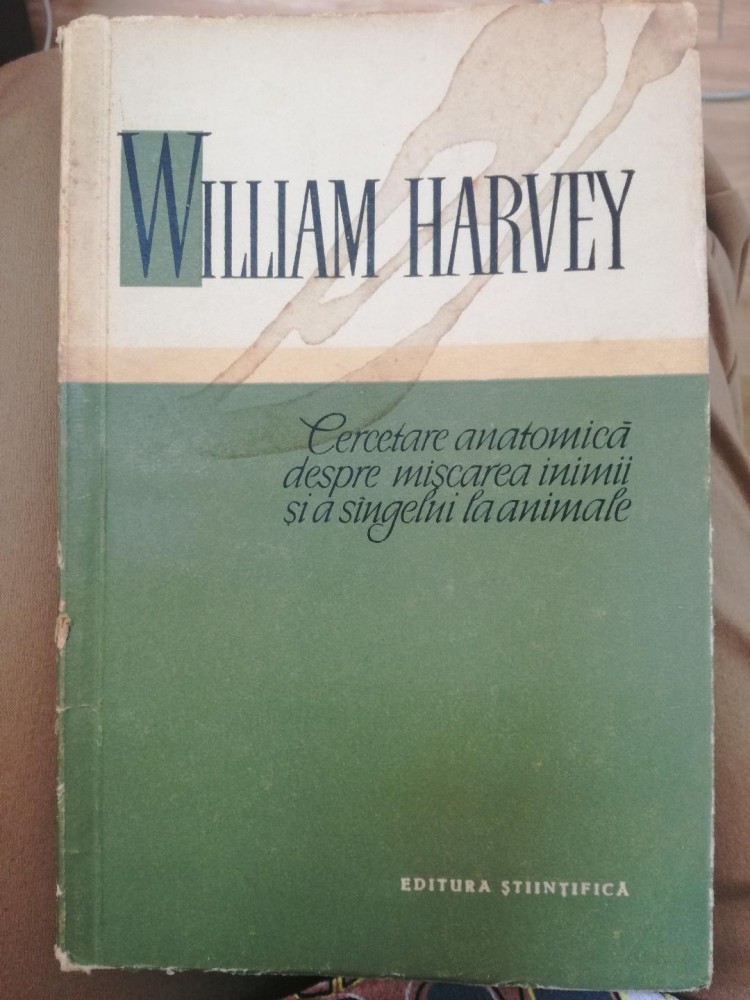 WILLIAM HARVEY
Cercetare anatomică
despre mişcarea inimii
şi a sîngelui la animale
EDITURA ŞTIINŢIFICĂ